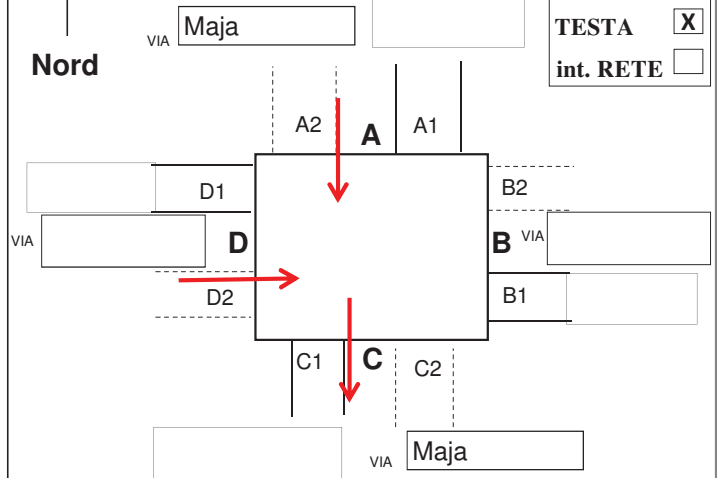 VIA Maja
TESTA X
Nord
int. RETE
A2 A A1
D1 B2
VIA D B VIA
D2 B1
C1 C C2
VIA Maja